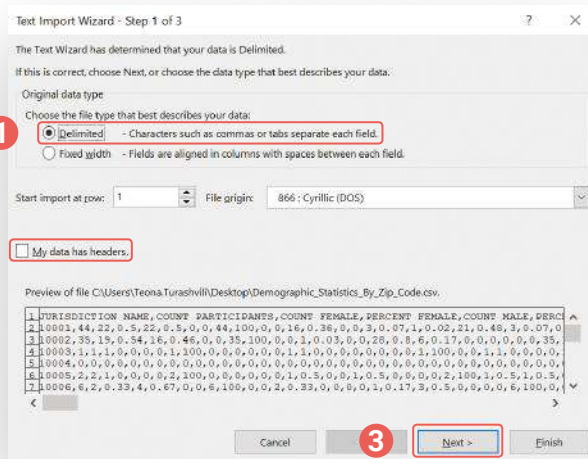 Text Import Wizard - Step 1 of 3 ? ×
The Text Wizard has determined that your data is Delimited.
If this is correct, choose Next, or choose the data type that best describes your data.
Original data type
Choose the file type that best describes your data:
1 Delimited - Characters such as commas or tabs separate each field.
Fixed width - Fields are aligned in columns with spaces between each field.
Start import at row: 1 File origin: 866 : Cyrillic (DOS)
My data has headers.
Preview of file C:\Users\Teona.Turashvili\Desktop\Demographic_Statistics_By_Zip_Code.csv.
1 JURISDICTION NAME,COUNT PARTICIPANTS,COUNT FEMALE,PERCENT FEMALE,COUNT MALE,PERC
2 10001,44,22,0.5,22,0.5,0,0,44,100,0,0,16,0.36,0,0,3,0.07,1,0.02,21,0.48,3,0.07,0
3 10002,35,19,0.54,16,0.46,0,0,35,100,0,0,1,0.03,0,0,28,0.8,6,0.17,0,0,0,0,0,0,35,
4 10003,1,1,1,0,0,0,0,1,100,0,0,0,0,0,0,1,1,0,0,0,0,0,0,0,0,1,100,0,0,1,1,0,0,0,0,
5 10004,0,0,0,0,0,0,0,0,0,0,0,0,0,0,0,0,0,0,0,0,0,0,0,0,0,0,0,0,0,0,0,0,0,0,0,0,0,
6 10005,2,2,1,0,0,0,0,2,100,0,0,0,0,0,0,1,0.5,0,0,1,0.5,0,0,0,0,2,100,1,0.5,1,0.5,
7 10006,6,2,0.33,4,0.67,0,0,6,100,0,0,2,0.33,0,0,0,0,1,0.17,3,0.5,0,0,0,0,6,100,0,
Cancel 3 Next > Finish